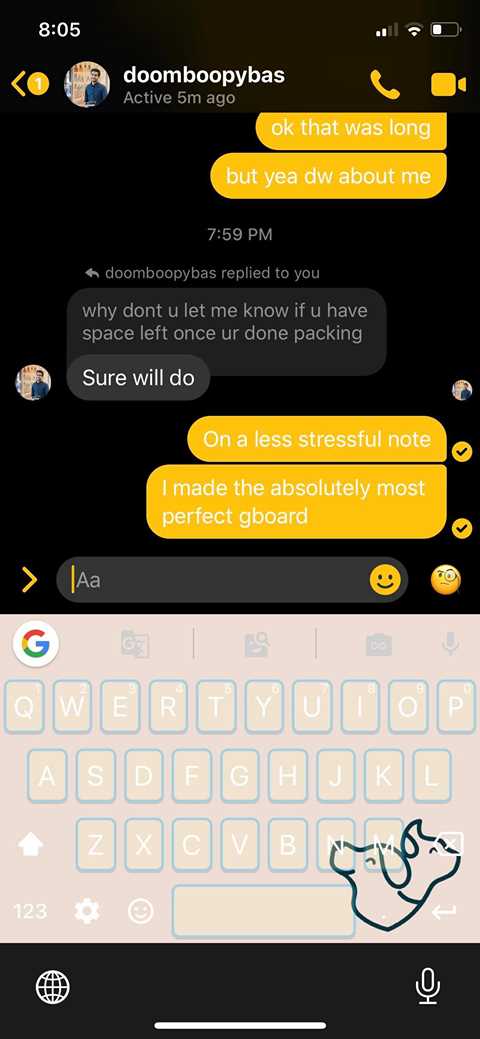 8:05
1
doomboopybas
Active 5m ago
ok that was long
but yea dw about me
7:59 PM
doomboopybas replied to you
why dont u let me know if u have
space left once ur done packing
Sure will do
On a less stressful note
I made the absolutely most
perfect gboard
Aa
G
G
GIF
1 2 3 4 5 6 7 8 9 0
Q W E R T Y U I O P
A S D F G H J K L
Z X C V B N M
123 .